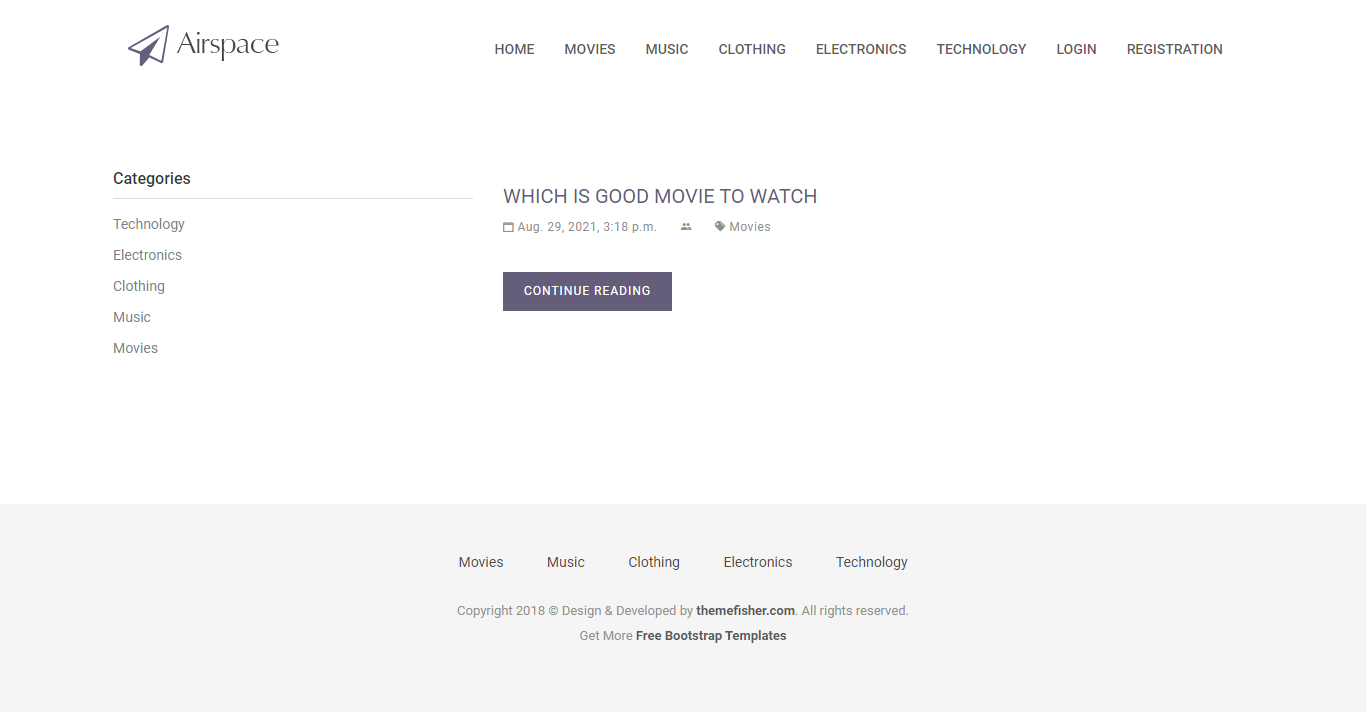 Airspace
HOME MOVIES MUSIC CLOTHING ELECTRONICS TECHNOLOGY LOGIN REGISTRATION
Categories
Technology
Electronics
Clothing
Music
Movies
WHICH IS GOOD MOVIE TO WATCH
Aug. 29, 2021, 3:18 p.m. Movies
CONTINUE READING
Movies Music Clothing Electronics Technology
Copyright 2018 © Design & Developed by themefisher.com. All rights reserved.
Get More Free Bootstrap Templates